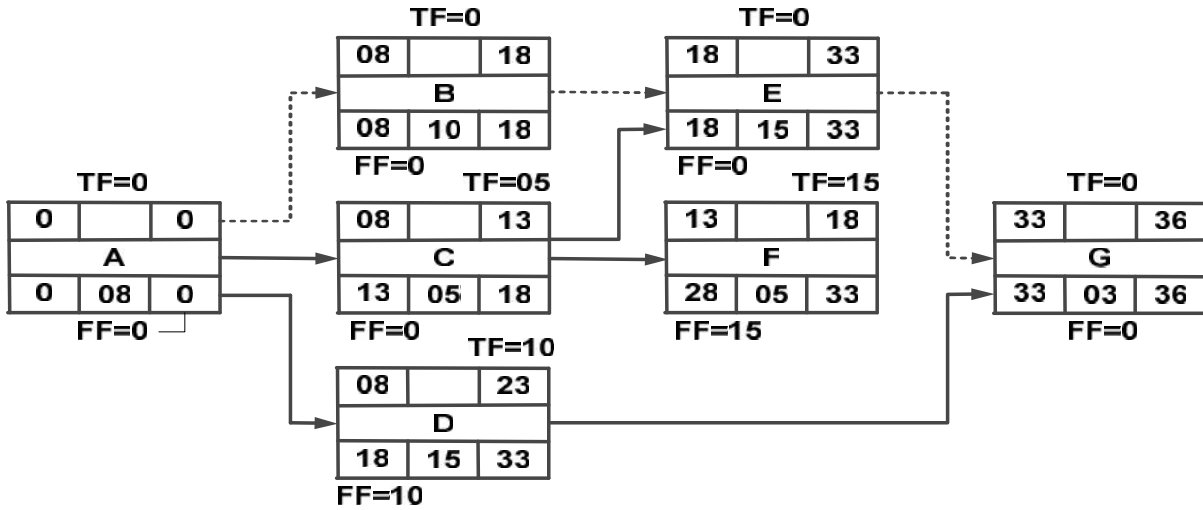 TF=0
TF=0
08 18
18 33
B
E
08 10 18
18 15 33
FF=0
FF=0
TF=0
TF=05
TF=15
TF=0
0 0
08 13
13 18
33 36
A
C
F
G
0 08 0
13 05 18
28 05 33
33 03 36
FF=0
FF=0
FF=15
FF=0
TF=10
08 23
D
18 15 33
FF=10